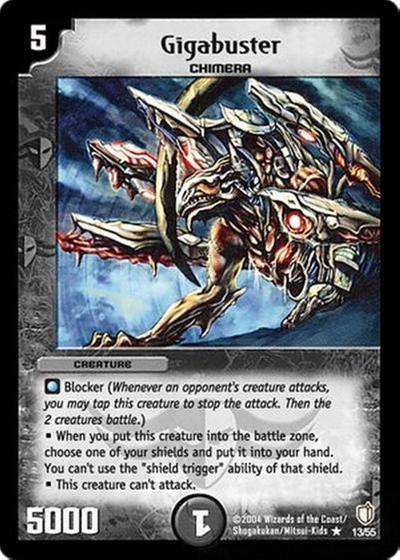 5
Gigabuster
CHIMERA
CREATURE
Blocker (Whenever an opponent's creature attacks,
you may tap this creature to stop the attack. Then the
2 creatures battle.)
▪ When you put this creature into the battle zone,
choose one of your shields and put it into your hand.
You can't use the "shield trigger" ability of that shield.
▪ This creature can't attack.
5000
1
©2004 Wizards of the Coast/
Shogakukan/Mitsui-Kids ★ 13/55